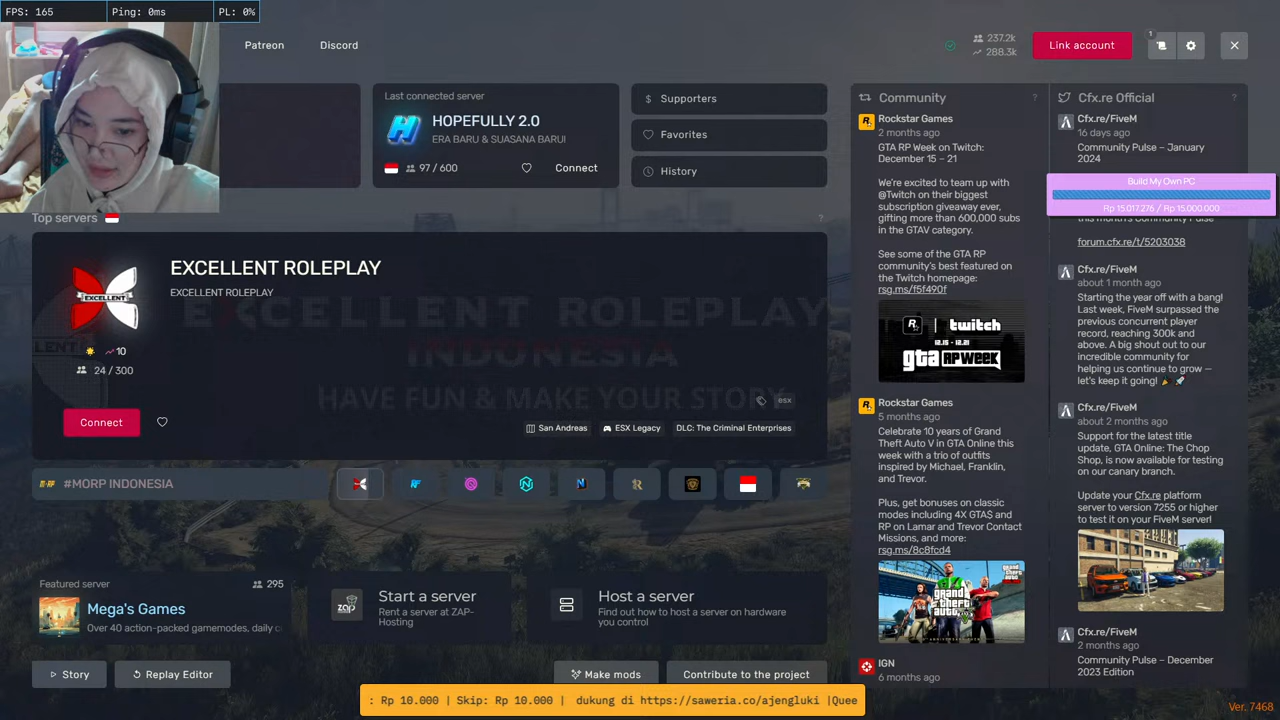 FPS: 165
Ping: 0ms
PL: 0%
Patreon
Discord
237.2k
288.3k
Link account
1
Last connected server
HOPEFULLY 2.0
ERA BARU & SUASANA BARU!
97 / 600
Connect
Supporters
Favorites
History
Top servers
?
EXCELLENT ROLEPLAY
EXCELLENT ROLEPLAY
EXCELLENT
10
24 / 300
Connect
EXCELLENT ROLEPLAY
INDONESIA
HAVE FUN & MAKE YOUR STORY
esx
San Andreas
ESX Legacy
DLC: The Criminal Enterprises
#MORP INDONESIA
Featured server
295
Mega's Games
Over 40 action-packed gamemodes, daily c
ZAP
Start a server
Rent a server at ZAP-
Hosting
Host a server
Find out how to host a server on hardware
you control
Story
Replay Editor
Make mods
Contribute to the project
: Rp 10.000 | Skip: Rp 10.000 | dukung di https://saweria.co/ajengluki |Quee
Community
?
Rockstar Games
2 months ago
GTA RP Week on Twitch:
December 15 – 21
We're excited to team up with
@Twitch on their biggest
subscription giveaway ever,
gifting more than 600,000 subs
in the GTAV category.
See some of the GTA RP
community's best featured on
the Twitch homepage:
rsg.ms/f5f490f
twitch
12.15 - 12.21
gta RP WEEK
Rockstar Games
5 months ago
Celebrate 10 years of Grand
Theft Auto V in GTA Online this
week with a trio of outfits
inspired by Michael, Franklin,
and Trevor.
Plus, get bonuses on classic
modes including 4X GTA$ and
RP on Lamar and Trevor Contact
Missions, and more:
rsg.ms/8c8fcd4
grand
theft
auto
IGN
6 months ago
Cfx.re Official
?
Cfx.re/FiveM
16 days ago
Community Pulse – January
2024
Build My Own PC
Rp 15.017.276 / Rp 15.000.000
this month's Community Pulse
forum.cfx.re/t/5203038
Cfx.re/FiveM
about 1 month ago
Starting the year off with a bang!
Last week, FiveM surpassed the
previous concurrent player
record, reaching 300k and
above. A big shout out to our
incredible community for
helping us continue to grow —
let's keep it going!
Cfx.re/FiveM
about 2 months ago
Support for the latest title
update, GTA Online: The Chop
Shop, is now available for testing
on our canary branch.
Update your Cfx.re platform
server to version 7255 or higher
to test it on your FiveM server!
Cfx.re/FiveM
2 months ago
Community Pulse – December
2023 Edition
Ver. 7468